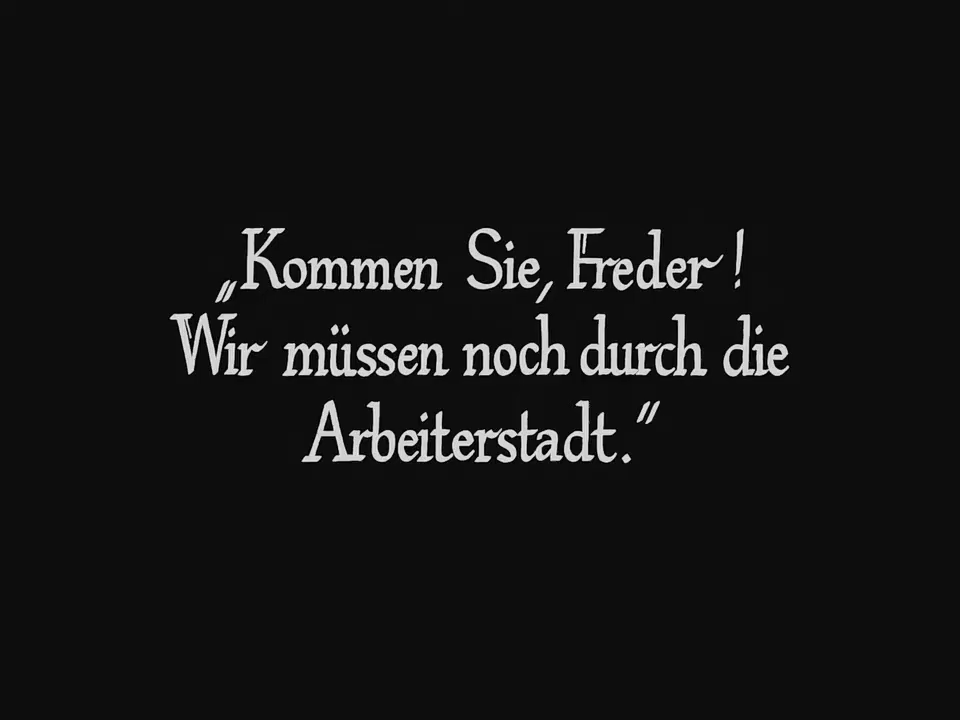 „Kommen Sie, Freder!
Wir müssen noch durch die
Arbeiterstadt.“